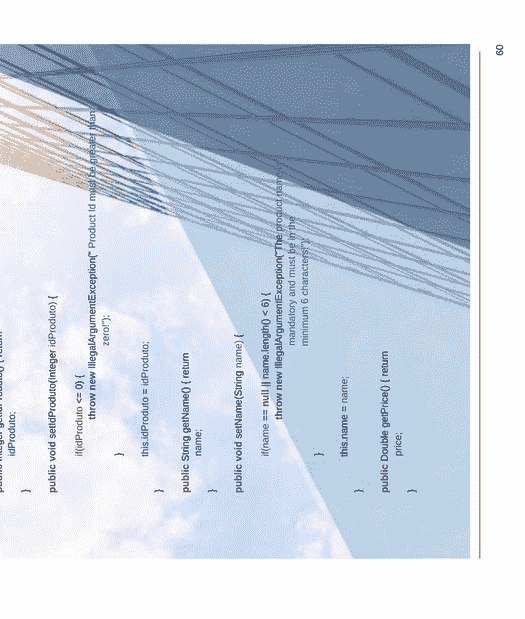 60
idProduto;
}
public void setIdProduto(Integer idProduto) {
if(idProduto <= 0) {
throw new IllegalArgumentException(" Product Id must be greater than
zero!");
}
this.idProduto = idProduto;
}
public String getName() { return
name;
}
public void setName(String name) {
if(name == null || name.length() < 6) {
throw new IllegalArgumentException("The product name
mandatory and must be in the
minimum 6 characters!");
}
this.name = name;
}
public Double getPrice() { return
price;
}